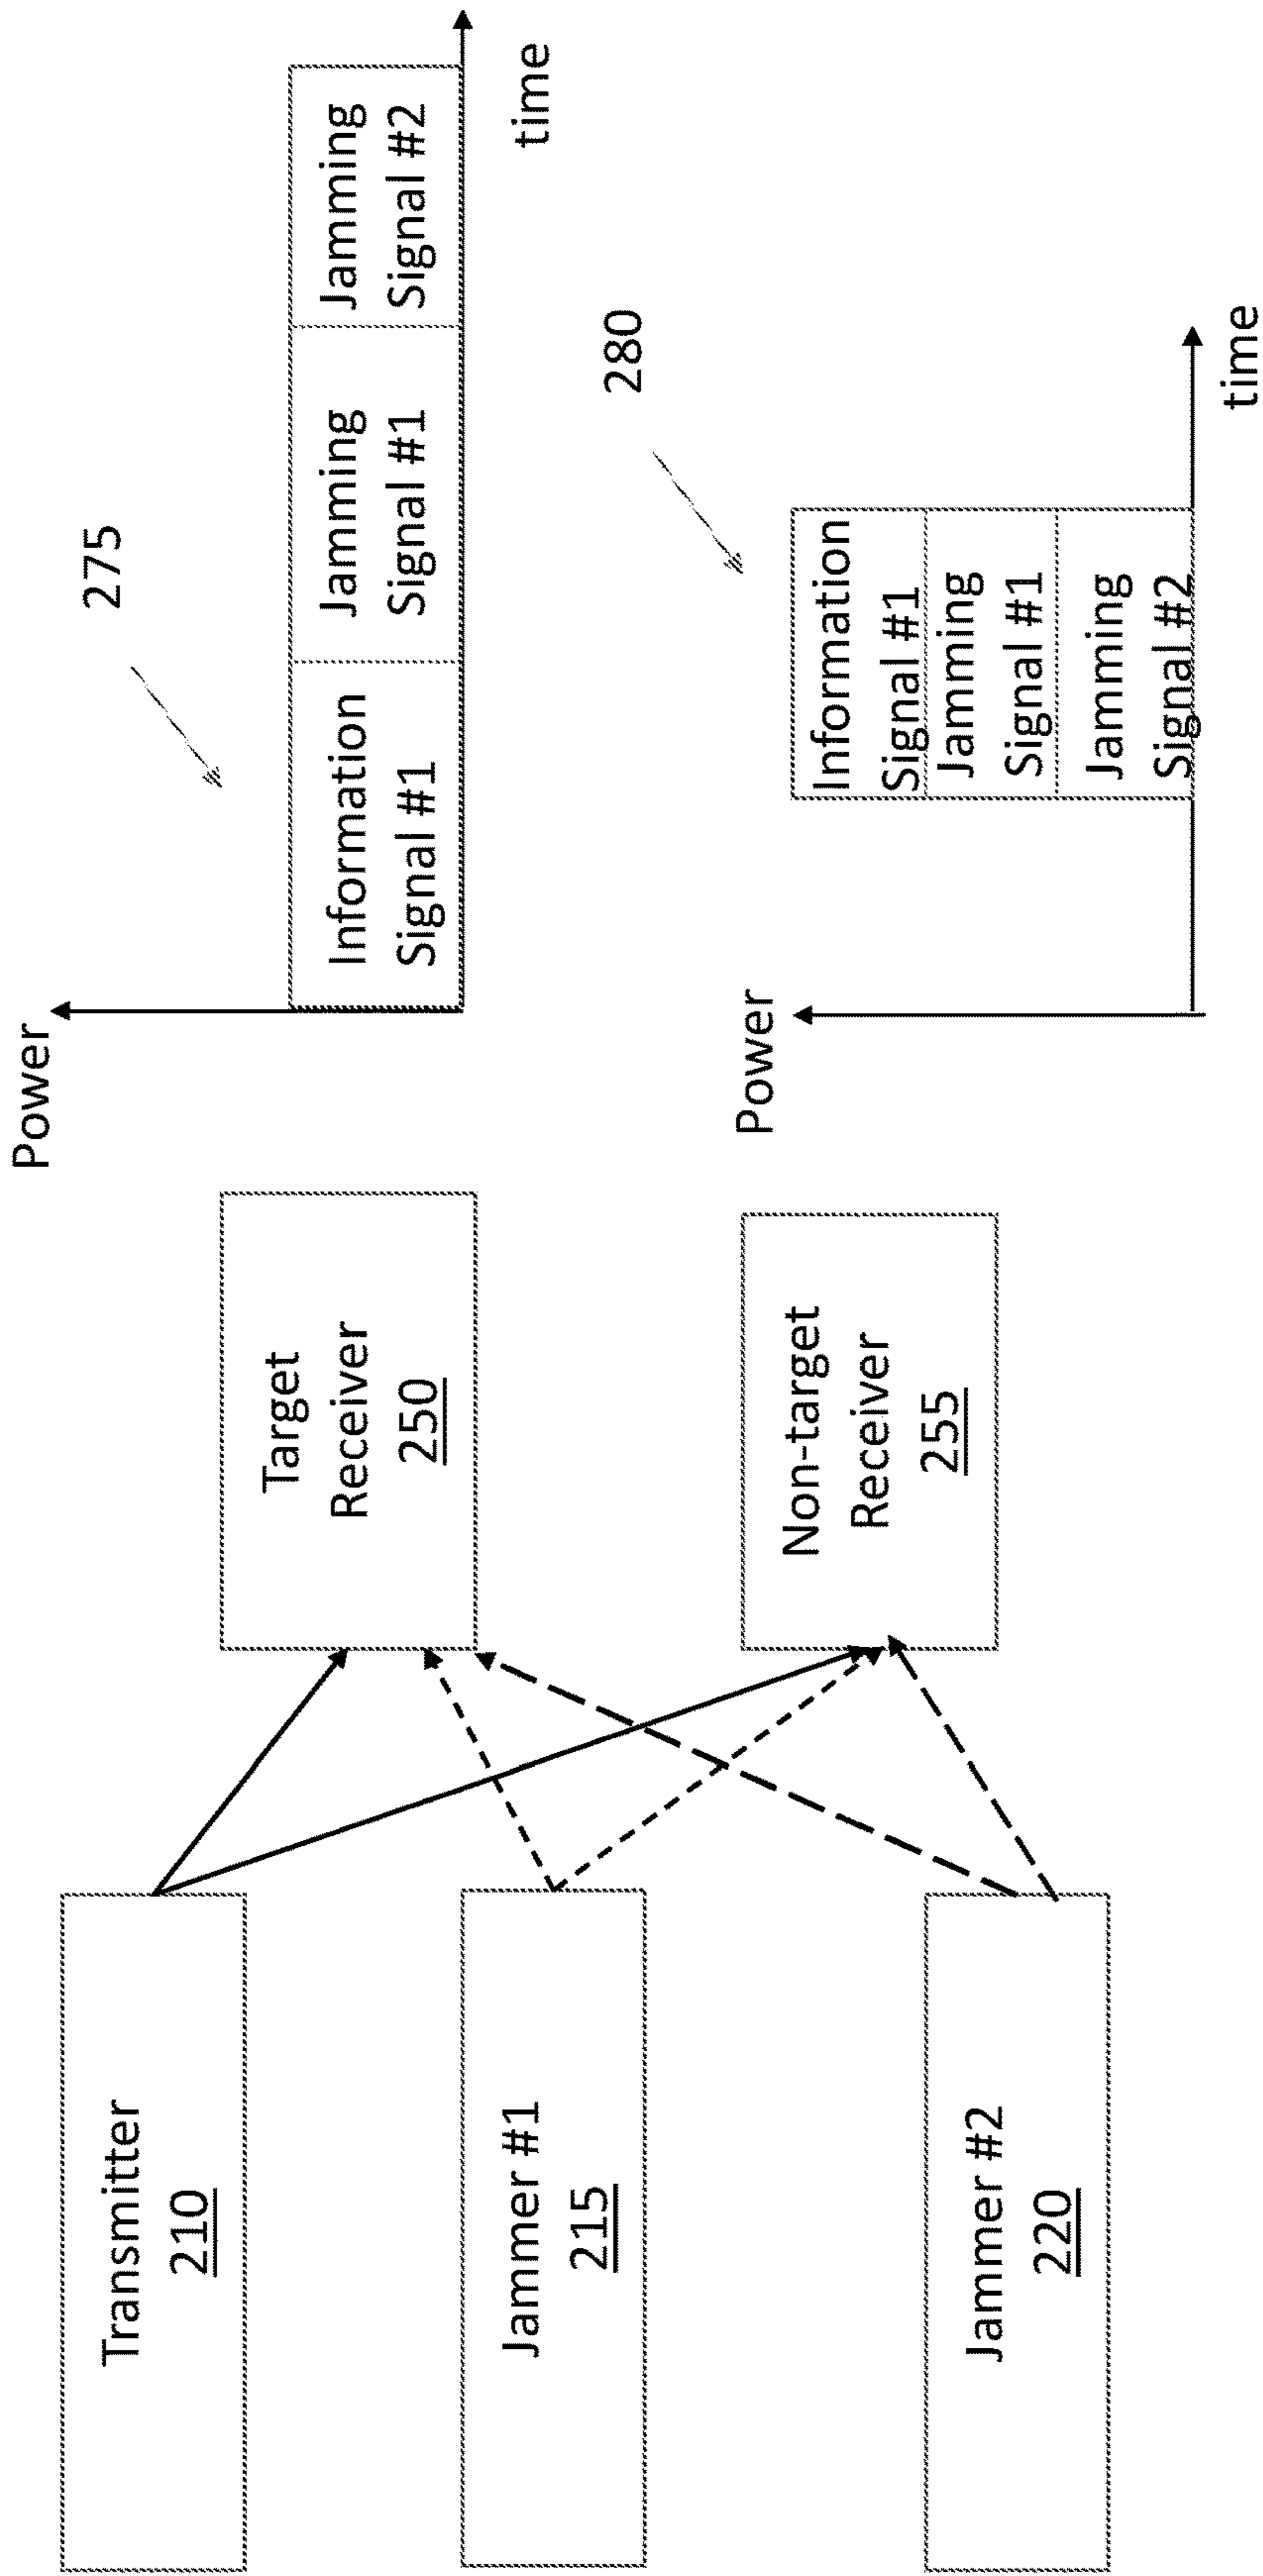 Transmitter
210
Jammer #1
215
Jammer #2
220
Target
Receiver
250
Non-target
Receiver
255
Power
275
Information
Signal #1
Jamming
Signal #1
Jamming
Signal #2
time
Power
280
Information
Signal #1
Jamming
Signal #1
Jamming
Signal #2
time